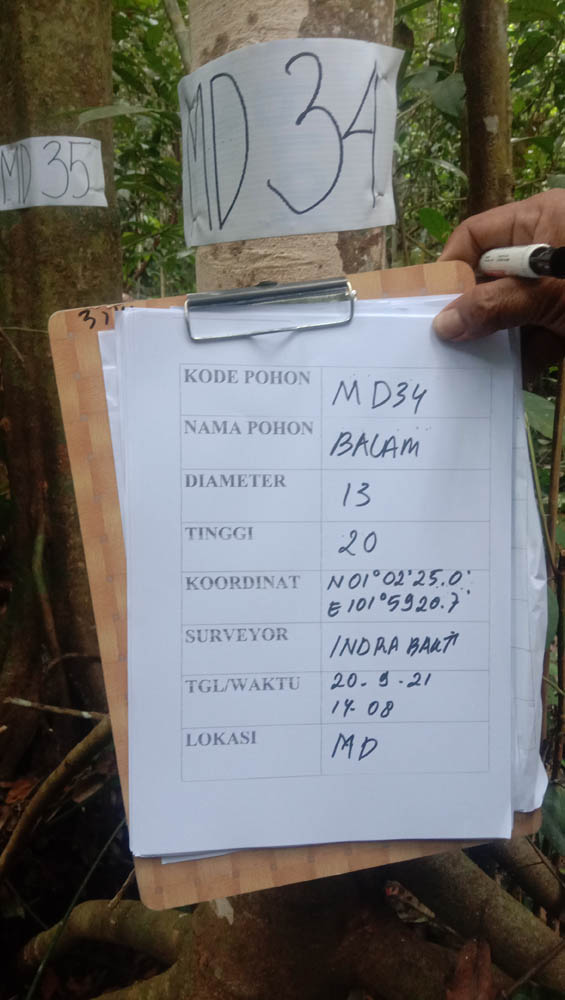 MD 34
MD 35
KODE POHON MD34
NAMA POHON BALAM
DIAMETER 13
TINGGI 20
KOORDINAT N 01°02'25.0"
E 101°5920.7"
SURVEYOR INDRA BAKTI
TGL/WAKTU 20-9-21
14-08
LOKASI MD